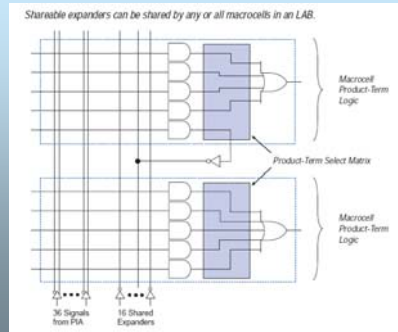 Shareable expanders can be shared by any or all macrocells in an LAB.
Macrocell
Product-Term
Logic
Product-Term Select Matrix
Macrocell
Product-Term
Logic
36 Signals
from PIA
16 Shared
Expanders